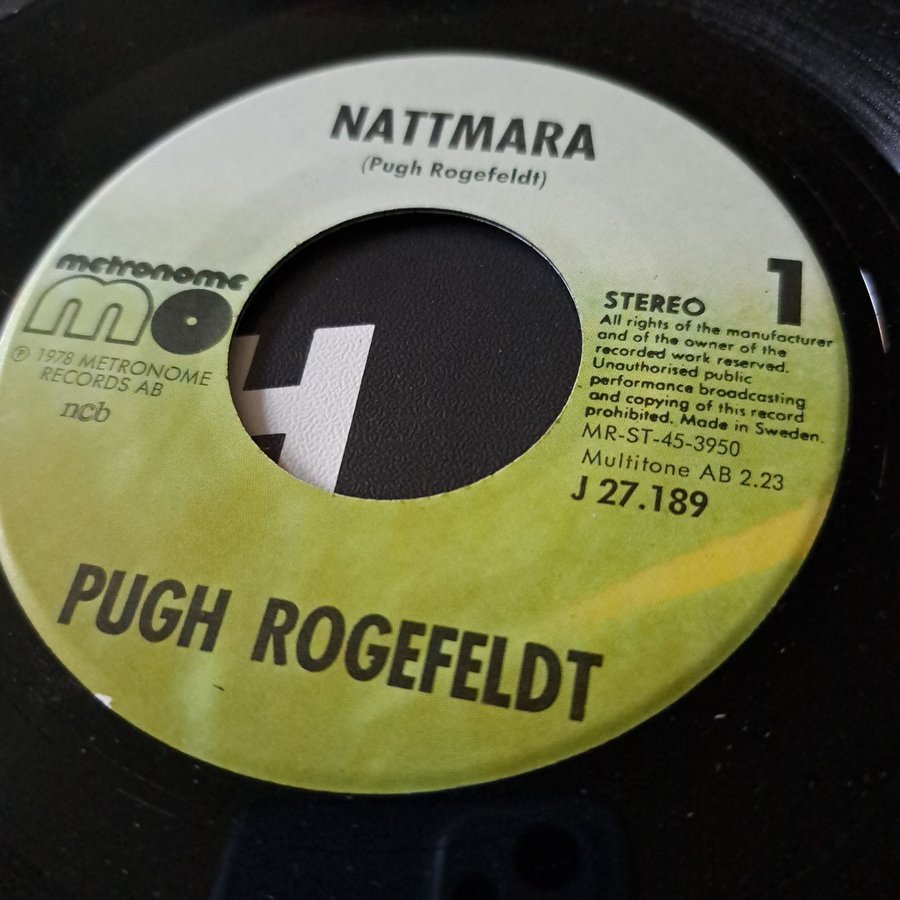 NATTMARA
(Pugh Rogefeldt)
metronome
mo
℗ 1978 METRONOME
RECORDS AB
ncb
1
STEREO
All rights of the manufacturer
and of the owner of the
recorded work reserved.
Unauthorised public
performance broadcasting
and copying of this record
prohibited. Made in Sweden.
MR-ST-45-3950
Multitone AB 2.23
J 27.189
PUGH ROGEFELDT